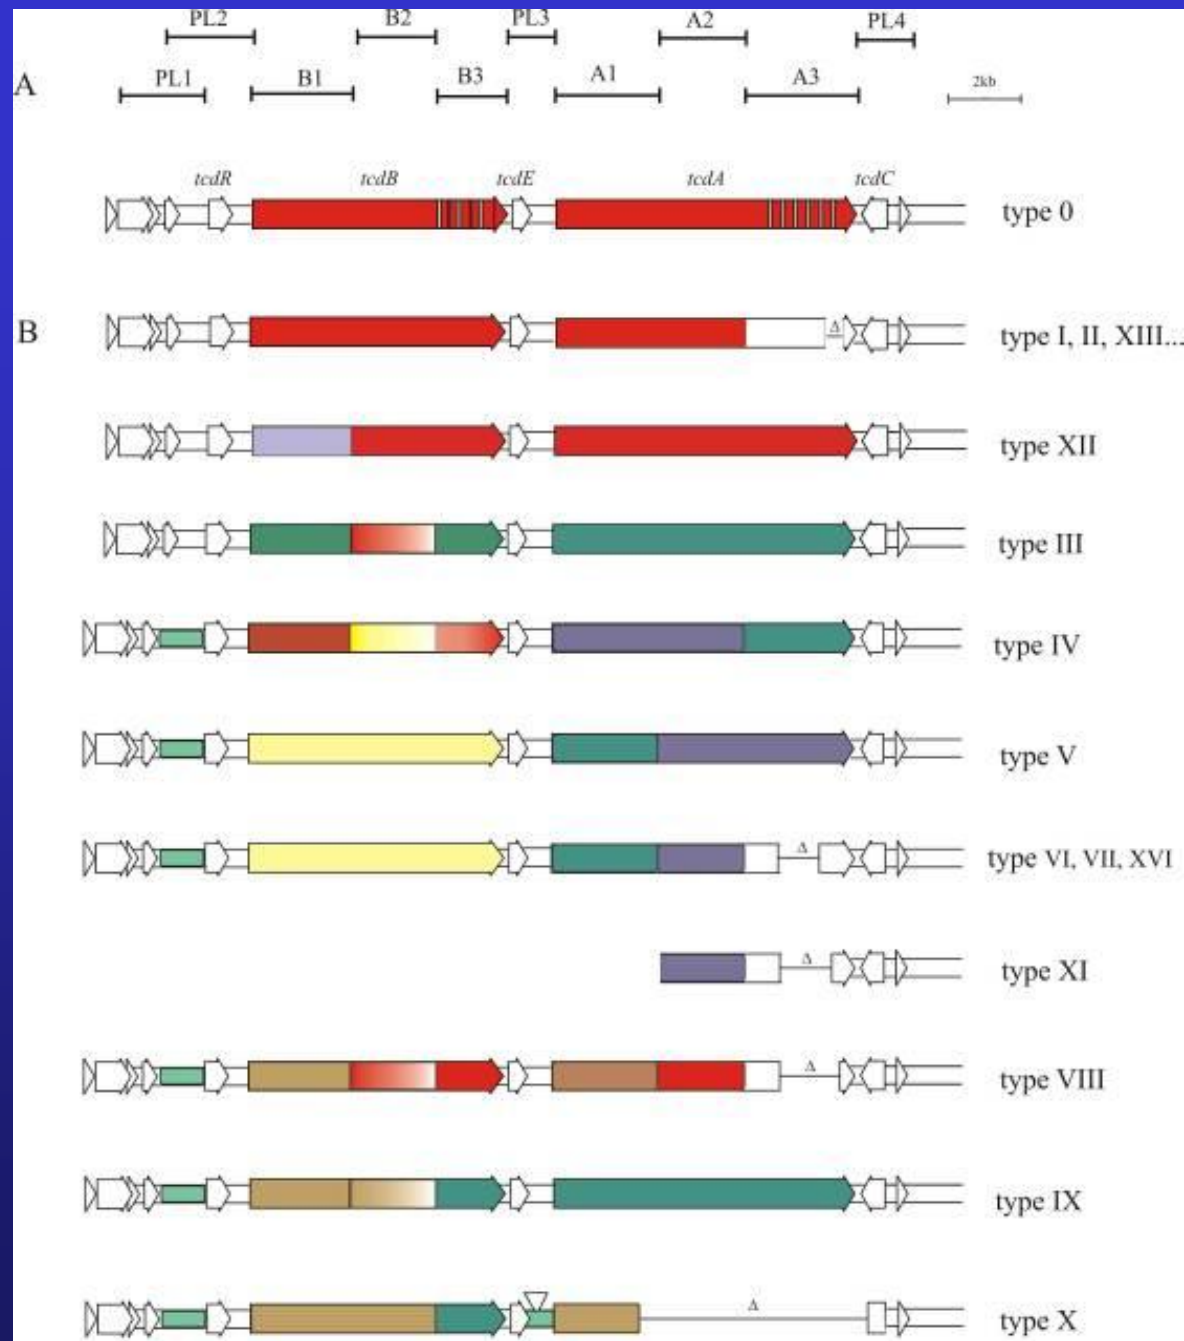 PL2 B2 PL3 A2 PL4
A PL1 B1 B3 A1 A3 2kb
tcdR tcdB tcdE tcdA tcdC
type 0
B Δ type I, II, XIII...
type XII
type III
type IV
type V
Δ type VI, VII, XVI
Δ type XI
Δ type VIII
type IX
Δ type X